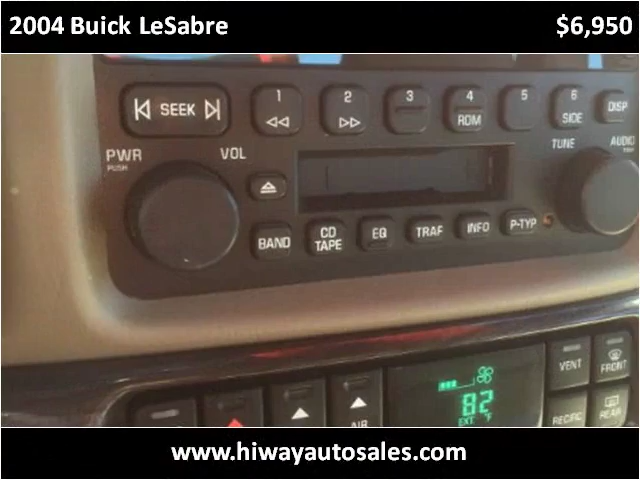 2004 Buick LeSabre $6,950
SEEK 1 2 3 4 5 6 DISP
RDM SIDE
PWR VOL TUNE AUDIO
PUSH
BAND CD TAPE EQ TRAF INFO P-TYP
VENT FRONT
82 °F
EXT
AIR RECIRC REAR
www.hiwayautosales.com